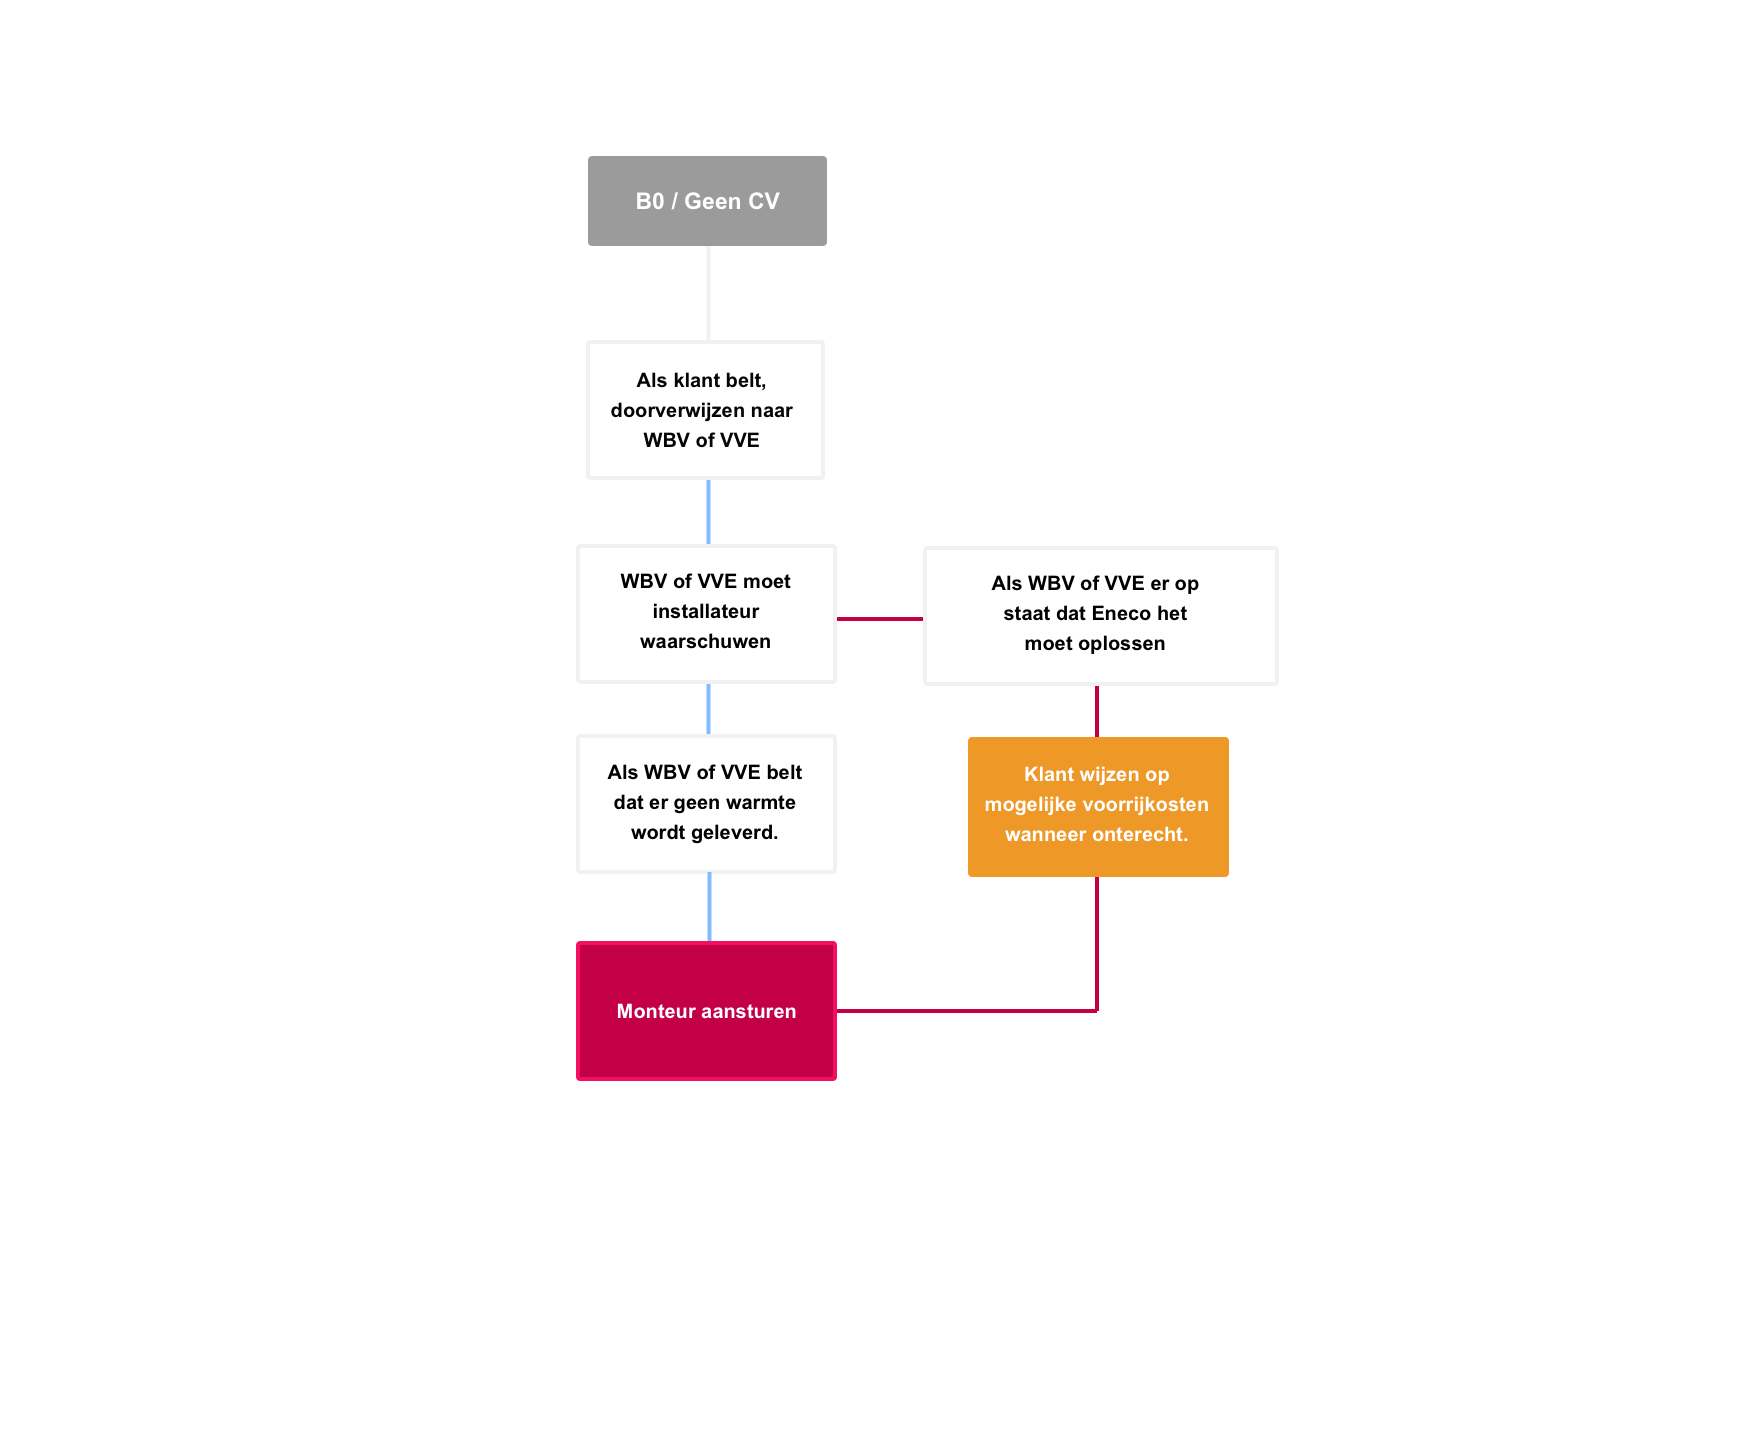 B0 / Geen CV
Als klant belt,
doorverwijzen naar
WBV of VVE
WBV of VVE moet
installateur
waarschuwen
Als WBV of VVE er op
staat dat Eneco het
moet oplossen
Als WBV of VVE belt
dat er geen warmte
wordt geleverd.
Klant wijzen op
mogelijke voorrijkosten
wanneer onterecht.
Monteur aansturen